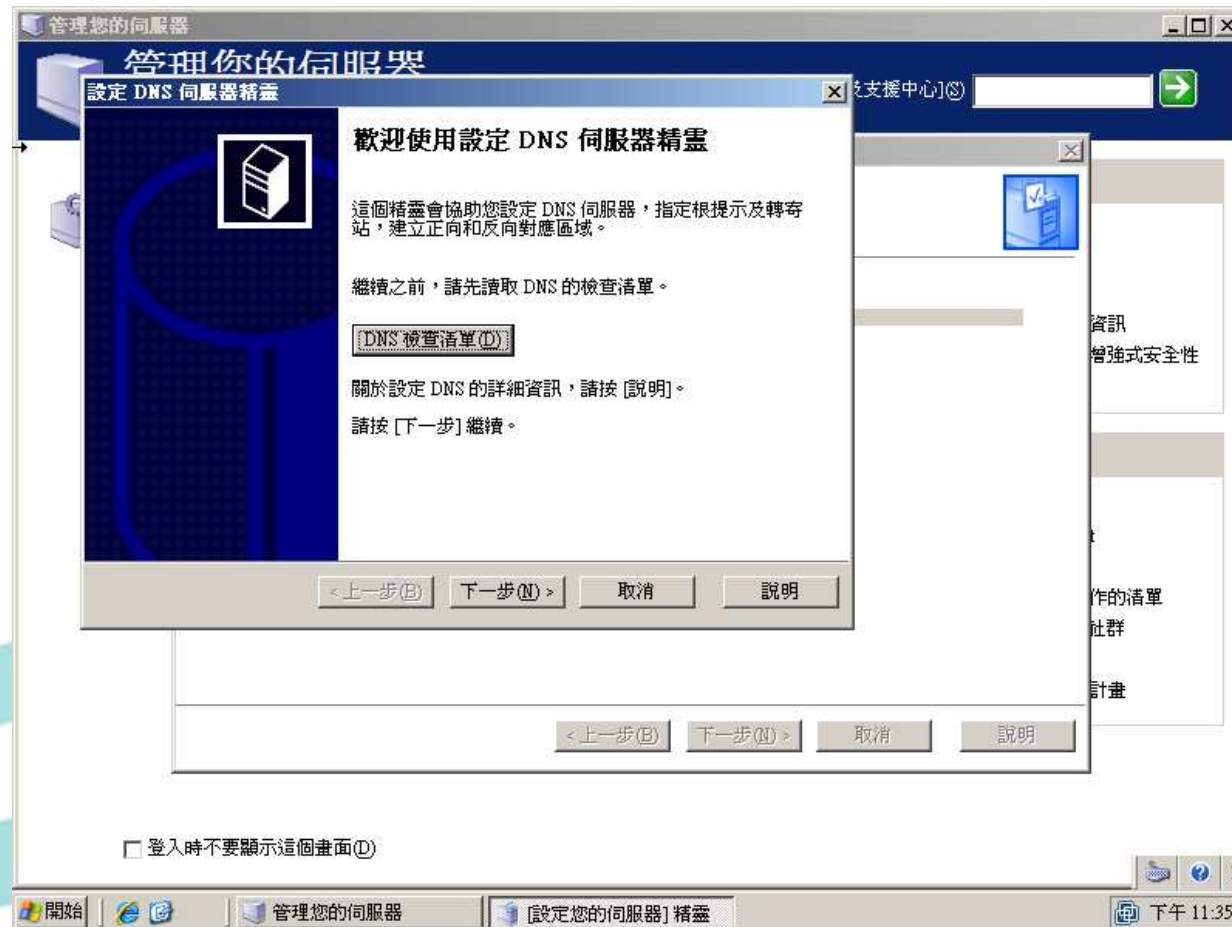 管理您的伺服器
管理你的伺服器
及支援中心](S)
設定 DNS 伺服器精靈
歡迎使用設定 DNS 伺服器精靈
這個精靈會協助您設定 DNS 伺服器，指定根提示及轉寄
站，建立正向和反向對應區域。
繼續之前，請先讀取 DNS 的檢查清單。
DNS 檢查清單(D)
關於設定 DNS 的詳細資訊，請按 [說明]。
請按 [下一步] 繼續。
<上一步(B)
下一步(N) >
取消
說明
資訊
增強式安全性
作的清單
社群
計畫
<上一步(B)
下一步(N) >
取消
說明
登入時不要顯示這個畫面(D)
開始
管理您的伺服器
[設定您的伺服器] 精靈
下午 11:35